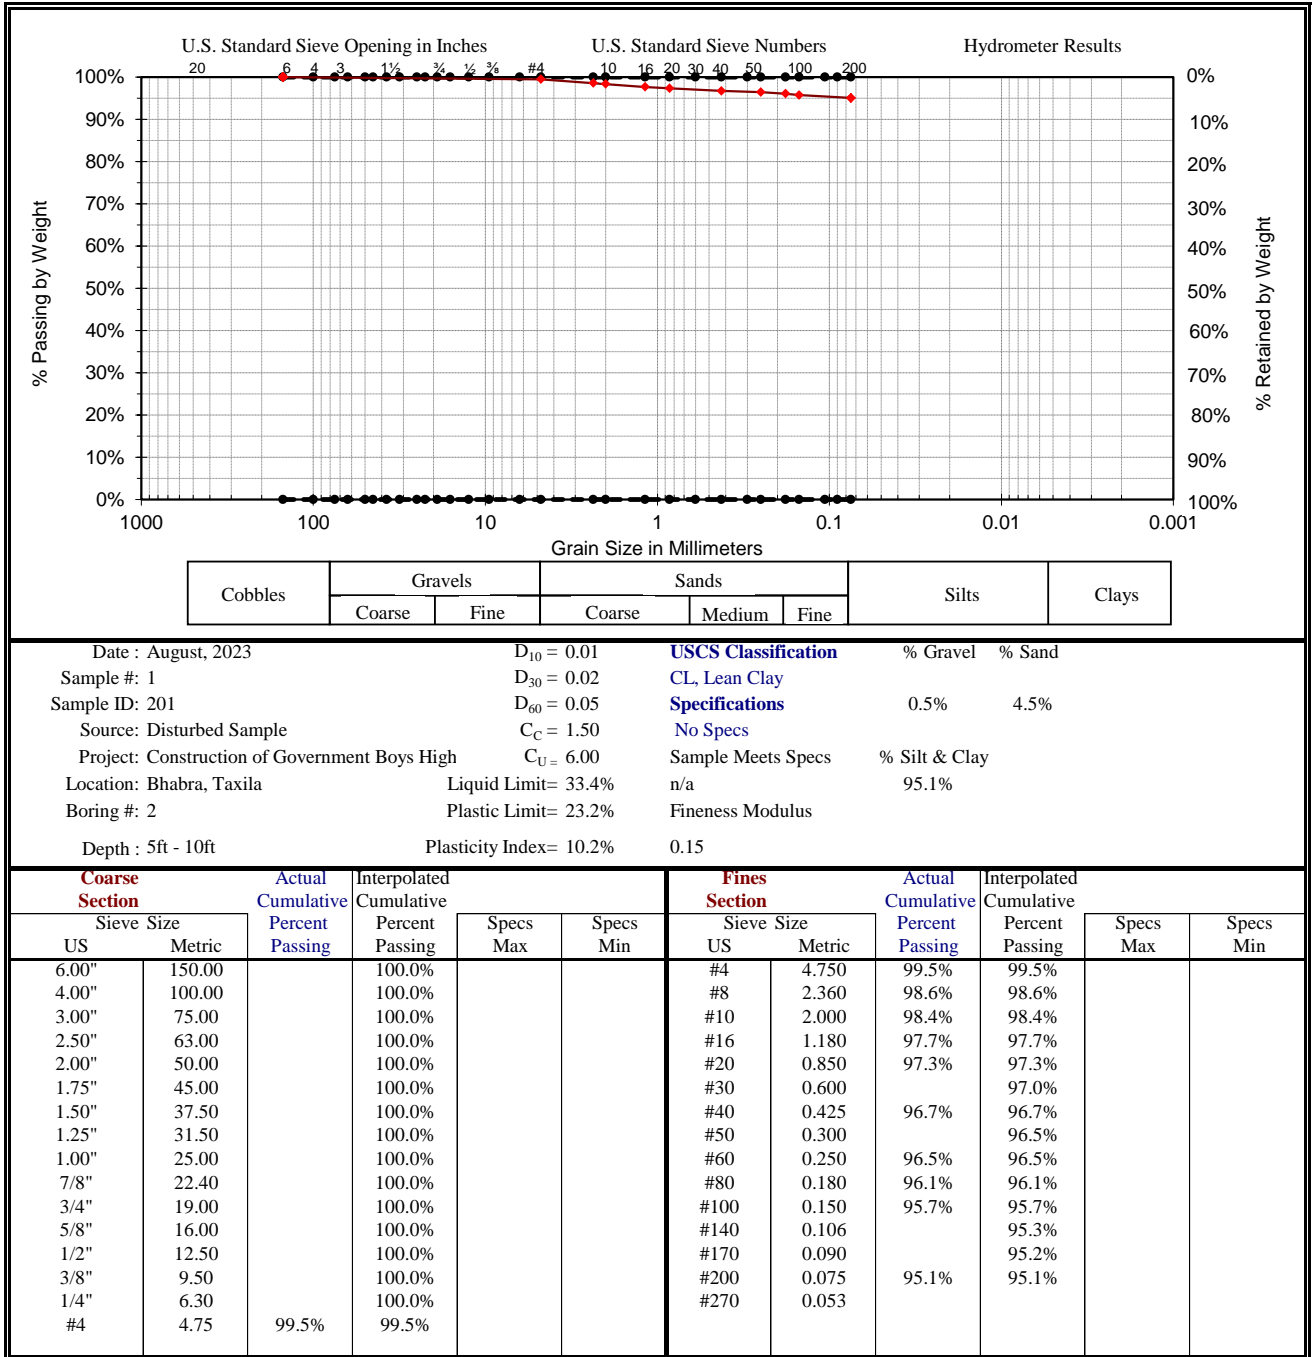 U.S. Standard Sieve Opening in Inches U.S. Standard Sieve Numbers Hydrometer Results
20 6 4 3 1½ ¾ ½ ⅜ #4 10 16 20 30 40 50 100 200
100% 0%
90% 10%
80% 20%
70% 30%
60% 40%
50% 50%
40% 60%
30% 70%
20% 80%
10% 90%
0% 100%
% Passing by Weight
% Retained by Weight
1000 100 10 1 0.1 0.01 0.001
Grain Size in Millimeters
Cobbles Gravels Sands Silts Clays
Coarse Fine Coarse Medium Fine
Date : August, 2023 D10 = 0.01 USCS Classification % Gravel % Sand
Sample #: 1 D30 = 0.02 CL, Lean Clay
Sample ID: 201 D60 = 0.05 Specifications 0.5% 4.5%
Source: Disturbed Sample CC = 1.50 No Specs
Project: Construction of Government Boys High CU = 6.00 Sample Meets Specs % Silt & Clay
Location: Bhabra, Taxila Liquid Limit= 33.4% n/a 95.1%
Boring #: 2 Plastic Limit= 23.2% Fineness Modulus
Depth : 5ft - 10ft Plasticity Index= 10.2% 0.15
Coarse Actual Interpolated Fines Actual Interpolated
Section Cumulative Cumulative Section Cumulative Cumulative
Sieve Size Percent Percent Specs Specs Sieve Size Percent Percent Specs Specs
US Metric Passing Passing Max Min US Metric Passing Passing Max Min
6.00" 150.00 100.0% #4 4.750 99.5% 99.5%
4.00" 100.00 100.0% #8 2.360 98.6% 98.6%
3.00" 75.00 100.0% #10 2.000 98.4% 98.4%
2.50" 63.00 100.0% #16 1.180 97.7% 97.7%
2.00" 50.00 100.0% #20 0.850 97.3% 97.3%
1.75" 45.00 100.0% #30 0.600 97.0%
1.50" 37.50 100.0% #40 0.425 96.7% 96.7%
1.25" 31.50 100.0% #50 0.300 96.5%
1.00" 25.00 100.0% #60 0.250 96.5% 96.5%
7/8" 22.40 100.0% #80 0.180 96.1% 96.1%
3/4" 19.00 100.0% #100 0.150 95.7% 95.7%
5/8" 16.00 100.0% #140 0.106 95.3%
1/2" 12.50 100.0% #170 0.090 95.2%
3/8" 9.50 100.0% #200 0.075 95.1% 95.1%
1/4" 6.30 100.0% #270 0.053
#4 4.75 99.5% 99.5%